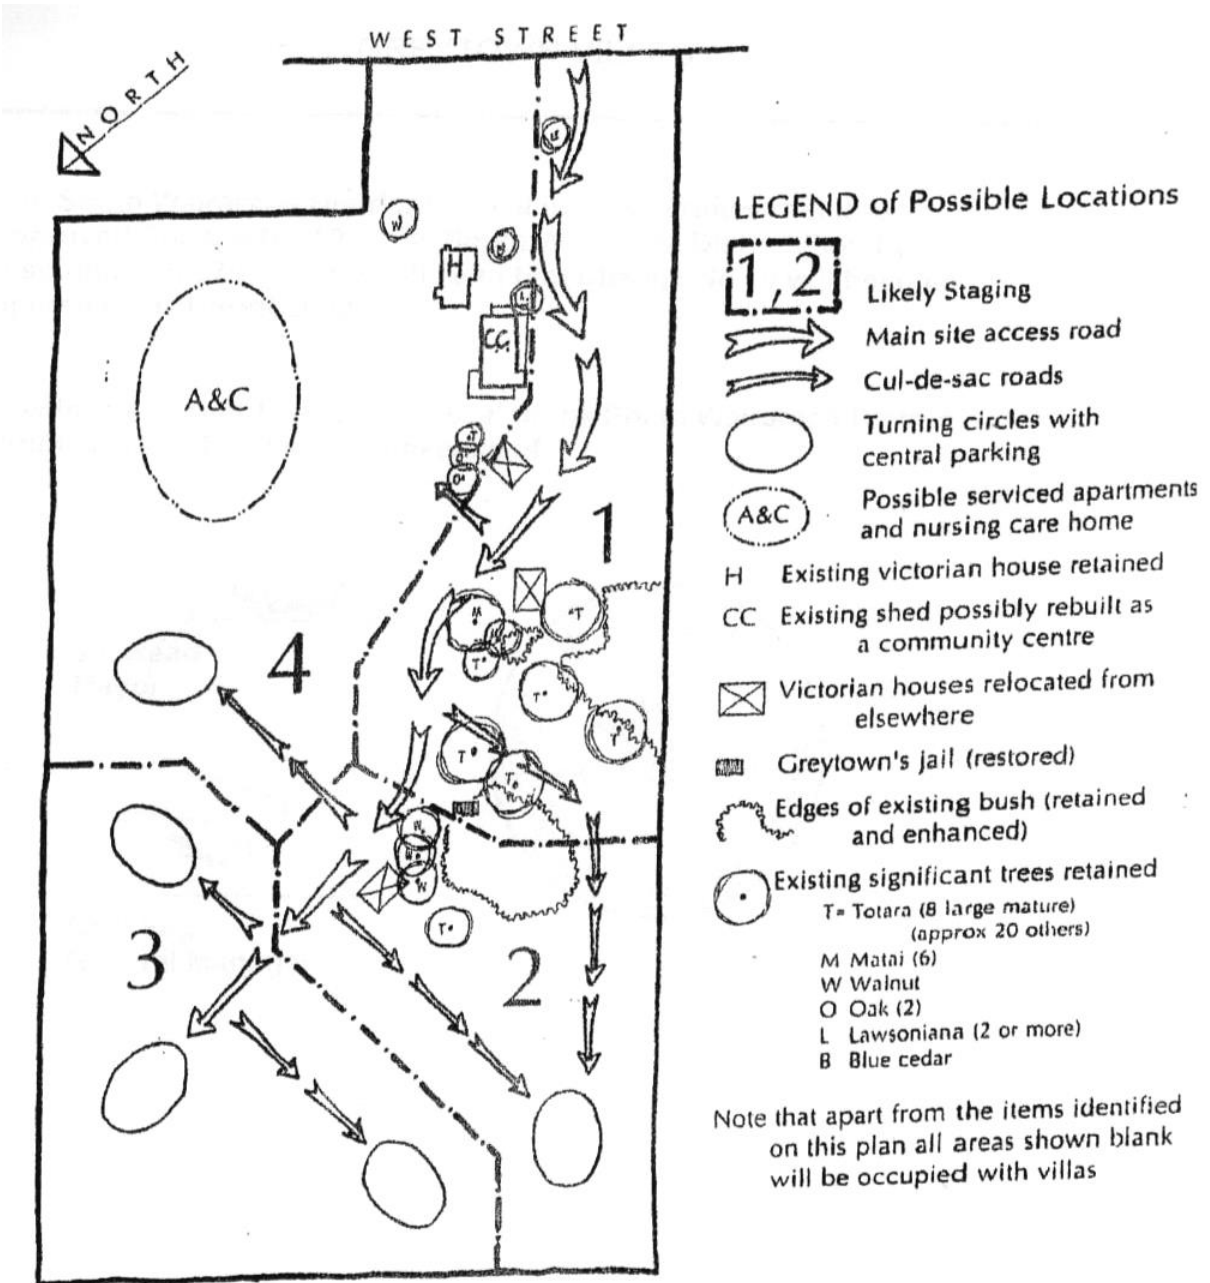 WEST STREET
NORTH
W
H
L
CC
A&C
T
1
M
T
T
T
T
4
T
T
W
W
T
3
2
LEGEND of Possible Locations
1,2 Likely Staging
Main site access road
Cul-de-sac roads
Turning circles with
central parking
A&C Possible serviced apartments
and nursing care home
H Existing victorian house retained
CC Existing shed possibly rebuilt as
a community centre
Victorian houses relocated from
elsewhere
Greytown's jail (restored)
Edges of existing bush (retained
and enhanced)
Existing significant trees retained
T= Totara (8 large mature)
(approx 20 others)
M Matai (6)
W Walnut
O Oak (2)
L Lawsoniana (2 or more)
B Blue cedar
Note that apart from the items identified
on this plan all areas shown blank
will be occupied with villas